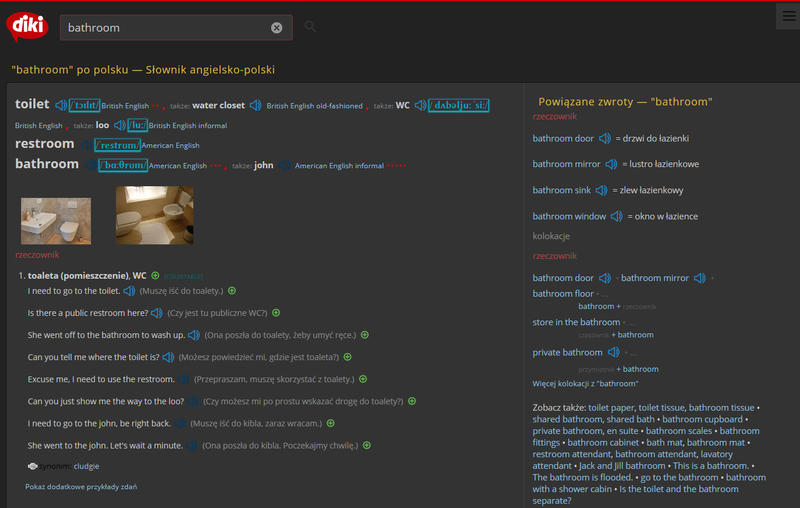 diki
bathroom
"bathroom" po polsku — Słownik angielsko-polski
toilet /ˈtɔɪlɪt/ British English , także: water closet British English old-fashioned , także: WC /ˌdʌbəljuːˈsiː/
British English , także: loo /luː/ British English informal
restroom /ˈrestrʊm/ American English
bathroom /ˈbɑːθrʊm/ American English , także: john American English informal
rzeczownik
1. toaleta (pomieszczenie), WC
I need to go to the toilet. (Muszę iść do toalety.)
Is there a public restroom here? (Czy jest tu publiczne WC?)
She went off to the bathroom to wash up. (Ona poszła do toalety, żeby umyć ręce.)
Can you tell me where the toilet is? (Możesz powiedzieć mi, gdzie jest toaleta?)
Excuse me, I need to use the restroom. (Przepraszam, muszę skorzystać z toalety.)
Can you just show me the way to the loo? (Czy możesz mi po prostu wskazać drogę do toalety?)
I need to go to the john, be right back. (Muszę iść do kibla, zaraz wracam.)
She went to the john. Let's wait a minute. (Ona poszła do kibla. Poczekajmy chwilę.)
synonim: cludgie
Pokaż dodatkowe przykłady zdań
Powiązane zwroty — "bathroom"
rzeczownik
bathroom door = drzwi do łazienki
bathroom mirror = lustro łazienkowe
bathroom sink = zlew łazienkowy
bathroom window = okno w łazience
kolokacje
rzeczownik
bathroom door • bathroom mirror •
bathroom floor • ...
bathroom + rzeczownik
store in the bathroom • ...
czasownik + bathroom
private bathroom • ...
przymiotnik + bathroom
Więcej kolokacji z "bathroom"
Zobacz także: toilet paper, toilet tissue, bathroom tissue •
shared bathroom, shared bath • bathroom cupboard •
private bathroom, en suite • bathroom scales • bathroom
fittings • bathroom cabinet • bath mat, bathroom mat •
restroom attendant, bathroom attendant, lavatory
attendant • Jack and Jill bathroom • This is a bathroom. •
The bathroom is flooded. • go to the bathroom • bathroom
with a shower cabin • Is the toilet and the bathroom
separate?